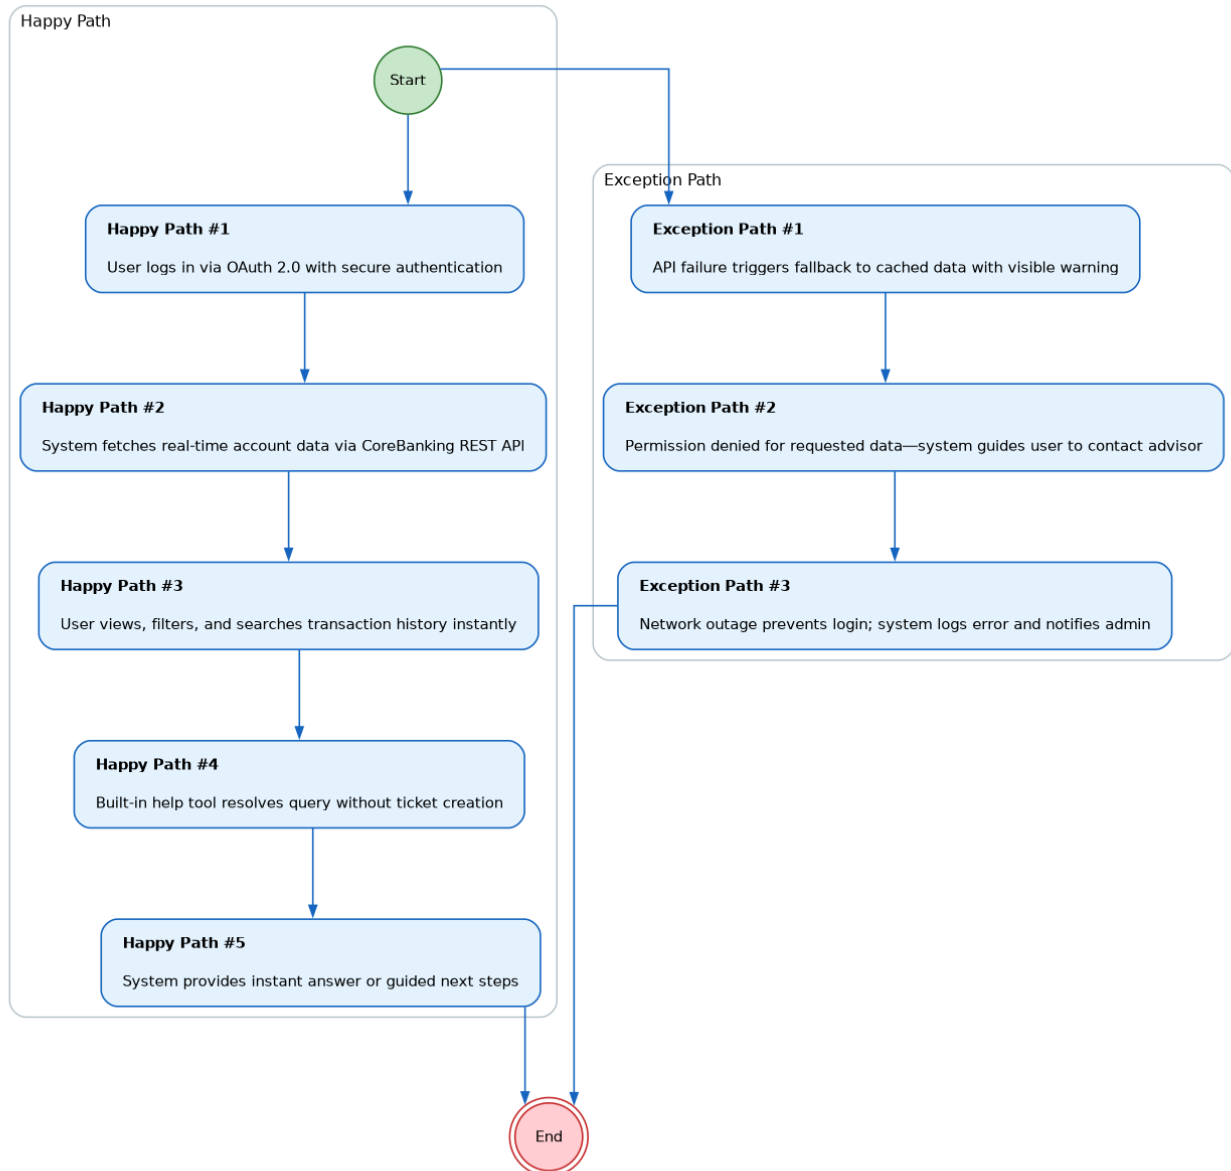 Happy Path
Start
Exception Path
Happy Path #1
User logs in via OAuth 2.0 with secure authentication
Exception Path #1
API failure triggers fallback to cached data with visible warning
Happy Path #2
System fetches real-time account data via CoreBanking REST API
Exception Path #2
Permission denied for requested data—system guides user to contact advisor
Happy Path #3
User views, filters, and searches transaction history instantly
Exception Path #3
Network outage prevents login; system logs error and notifies admin
Happy Path #4
Built-in help tool resolves query without ticket creation
Happy Path #5
System provides instant answer or guided next steps
End